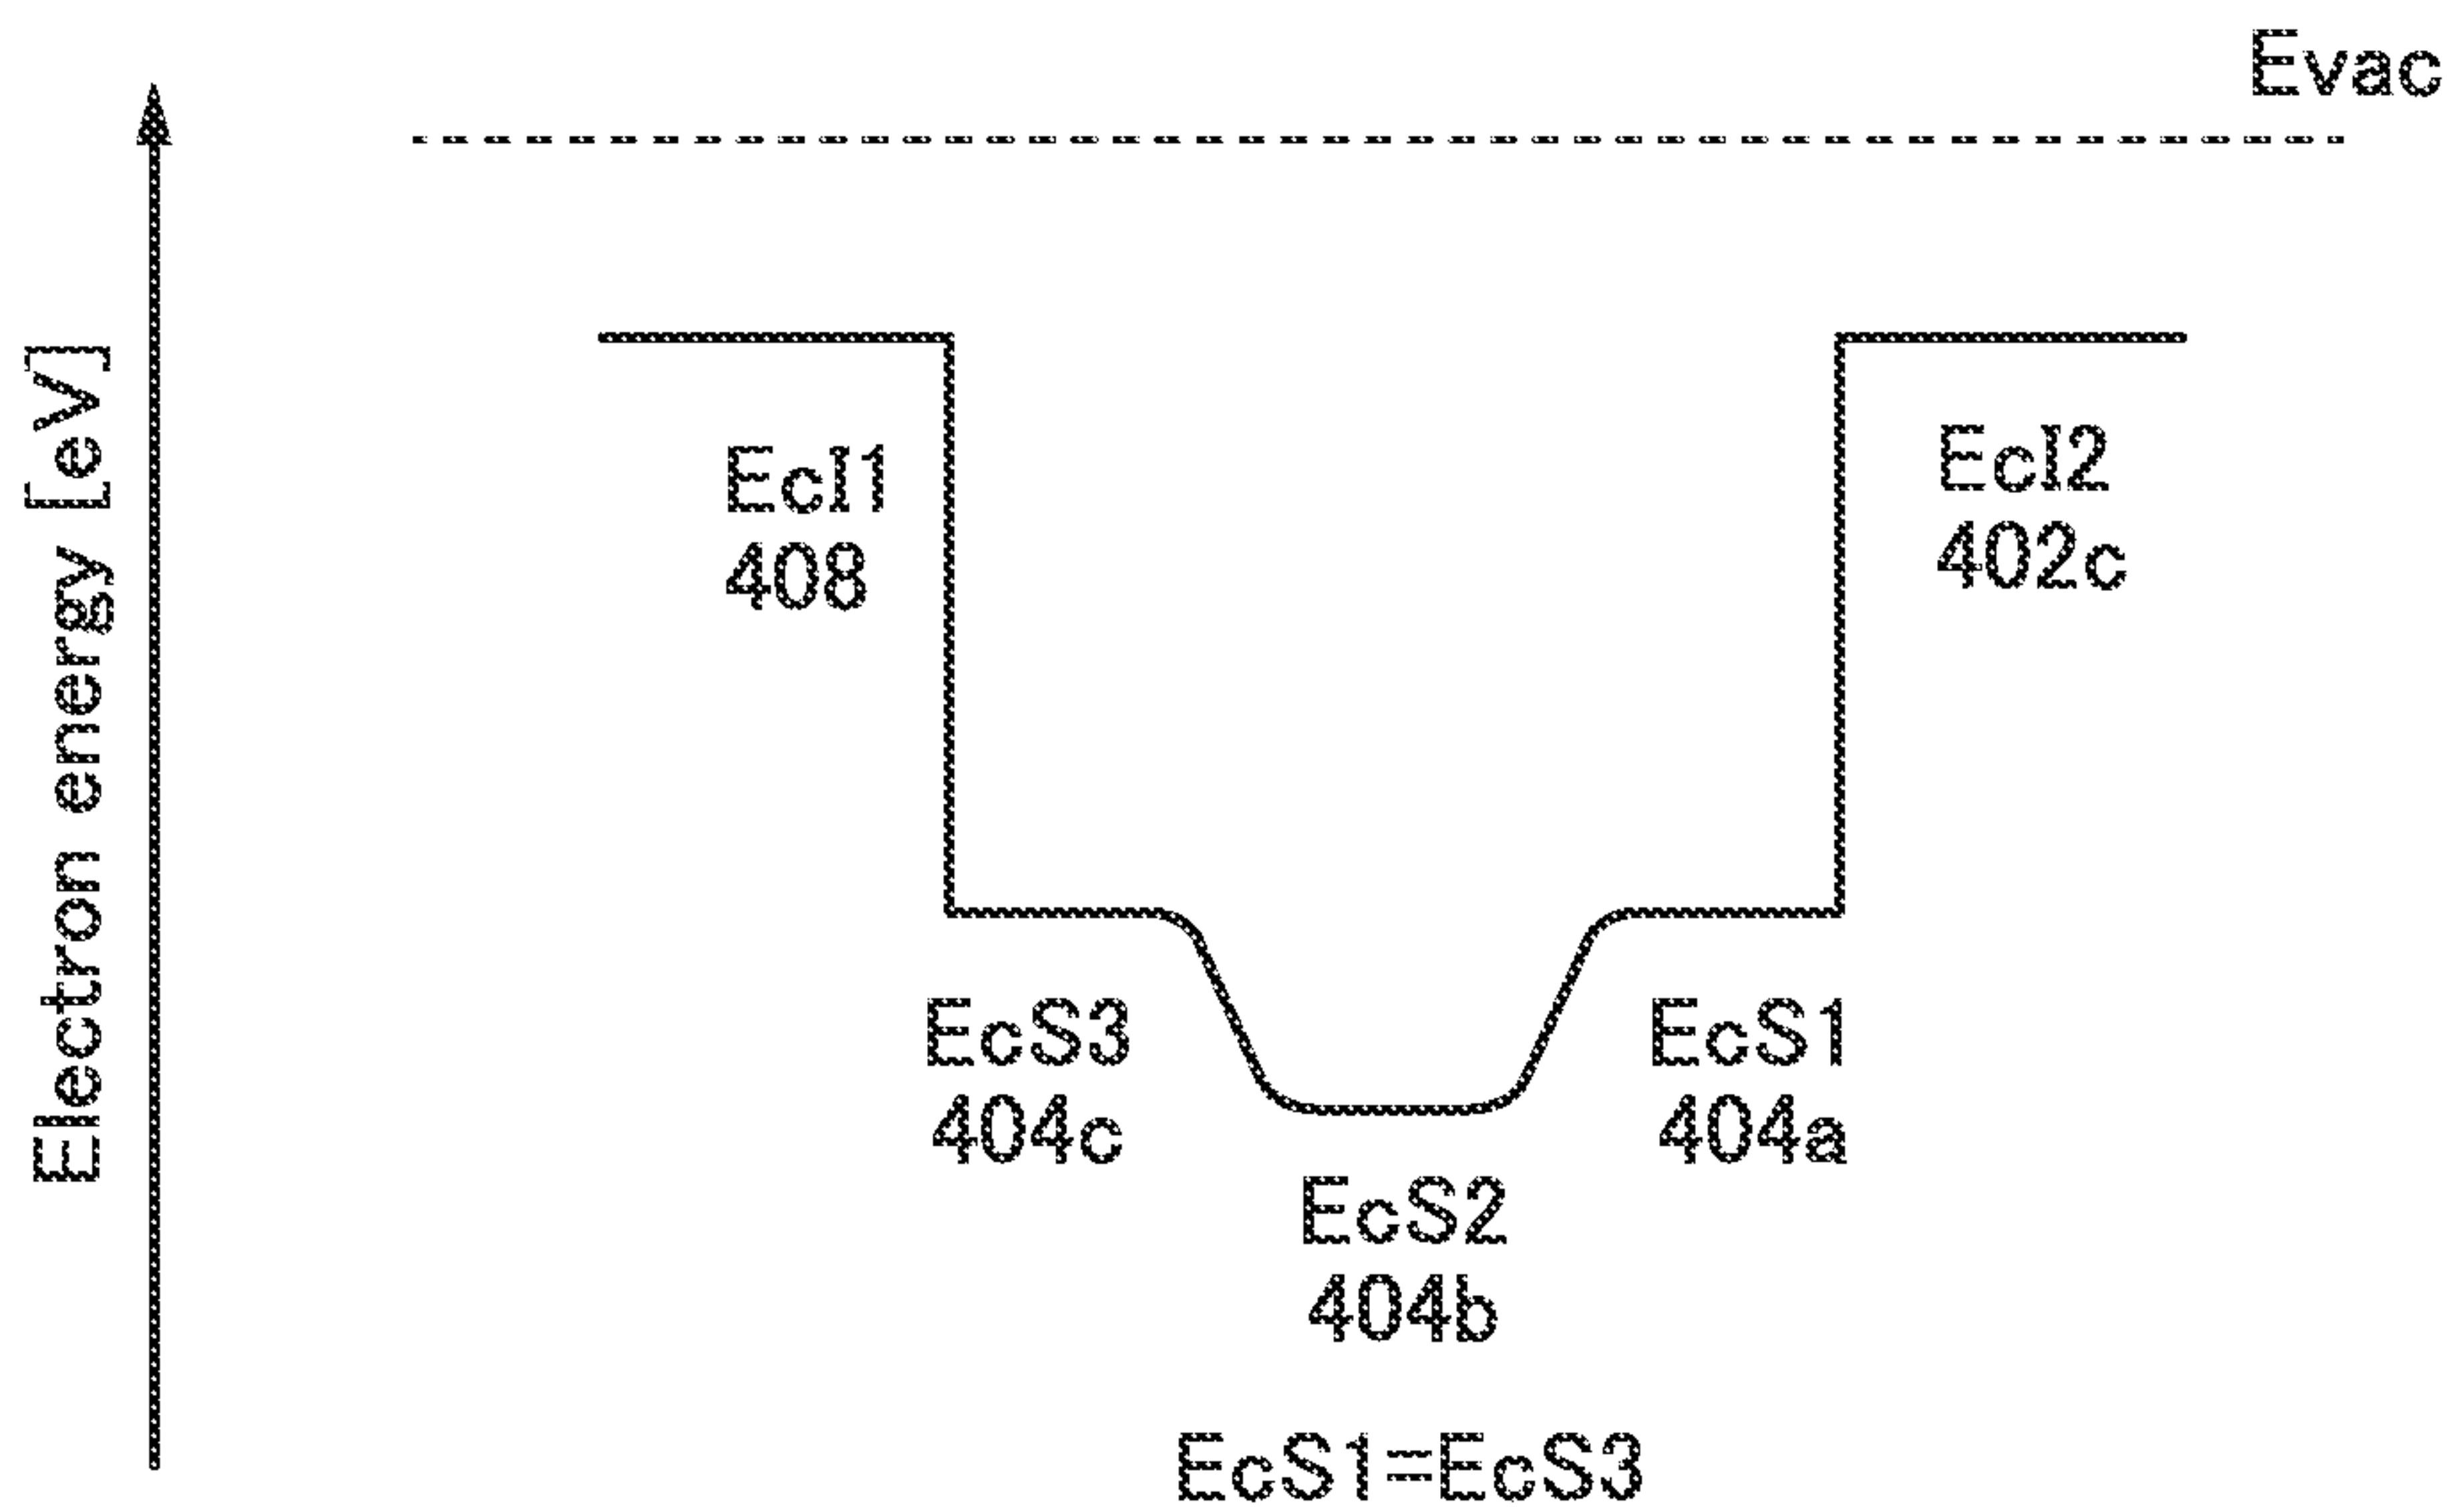 Evac
Electron energy [eV]
EcI1
408
EcI2
402c
EcS3
404c
EcS1
404a
EcS2
404b
EcS1=EcS3